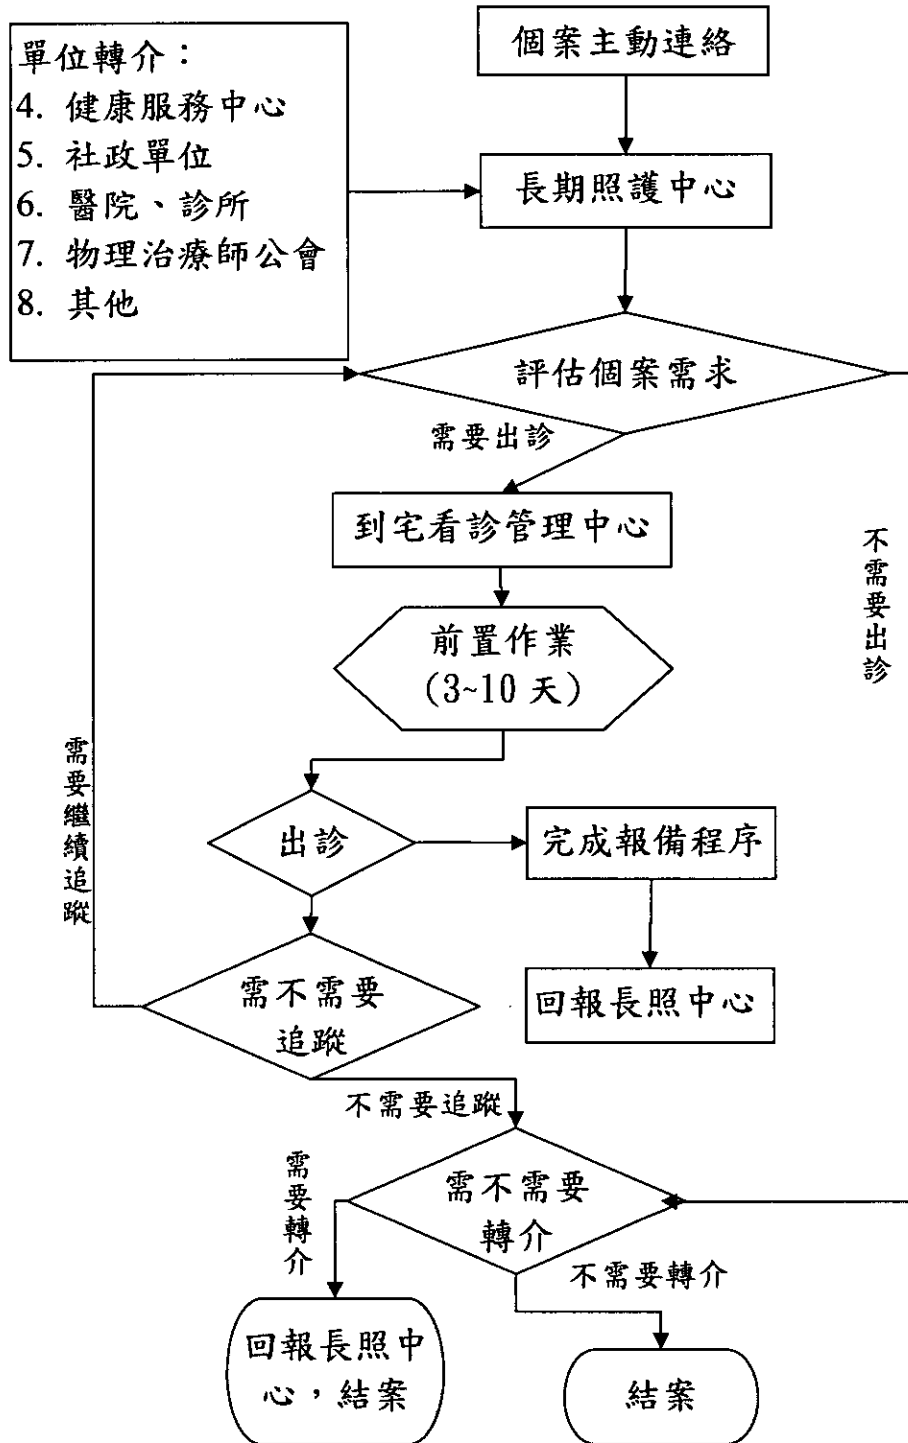 個案主動連絡
單位轉介：
4. 健康服務中心
5. 社政單位
6. 醫院、診所
7. 物理治療師公會
8. 其他
長期照護中心
評估個案需求
需要出診
不需要出診
到宅看診管理中心
前置作業
(3~10 天)
需要繼續追蹤
出診
完成報備程序
需不需要
追蹤
回報長照中心
不需要追蹤
需不需要
轉介
需要轉介
不需要轉介
回報長照中
心，結案
結案